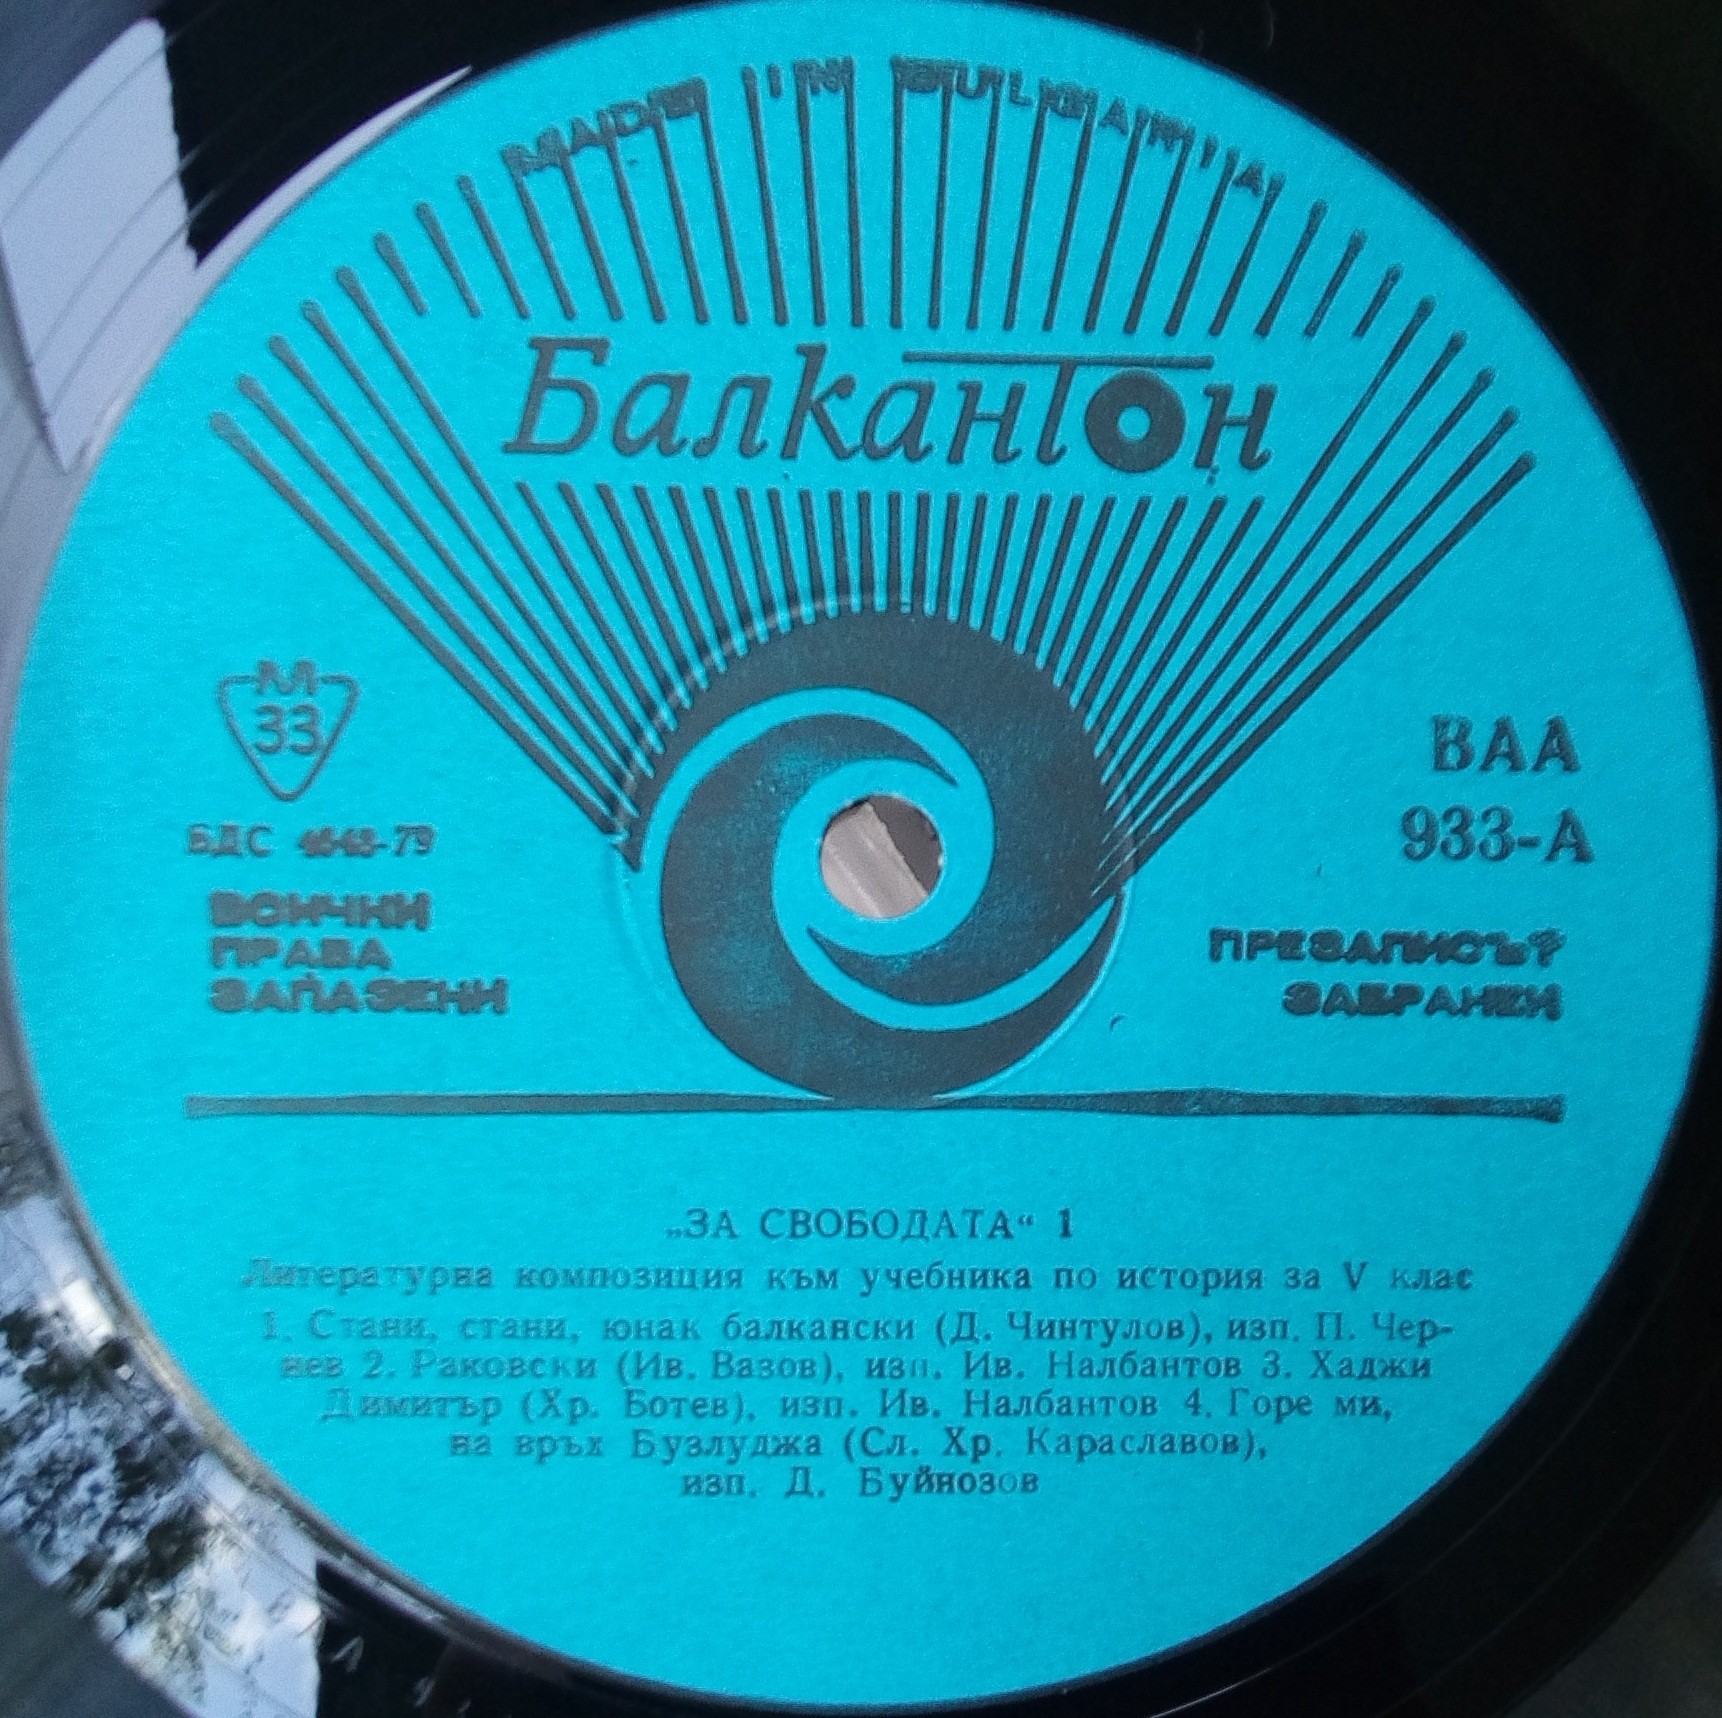 MADE IN BULGARIA
Балкантон
М
33
БДС 4643-79
ВСИЧКИ
ПРАВА
ЗАПАЗЕНИ
ВАА
933-А
ПРЕЗАПИСЪТ
ЗАБРАНЕН
„ЗА СВОБОДАТА“ 1
Литературна композиция към учебника по история за V клас
1. Стани, стани, юнак балкански (Д. Чинтулов), изп. П. Чер-
нев 2. Раковски (Ив. Вазов), изп. Ив. Налбантов 3. Хаджи
Димитър (Хр. Ботев), изп. Ив. Налбантов 4. Горе ми,
на връх Бузлуджа (Сл. Хр. Караславов),
изп. Д. Буйнозов